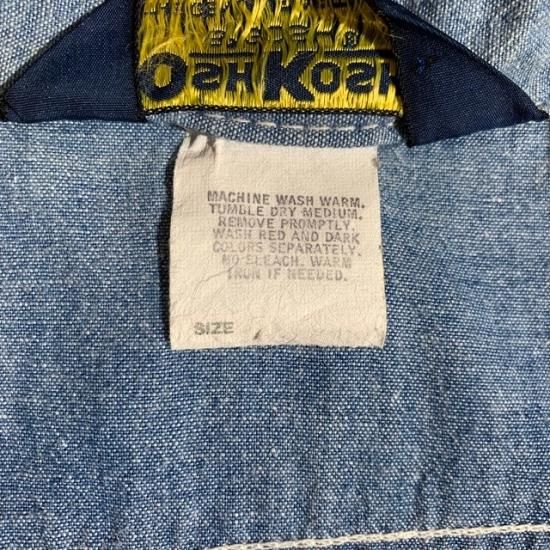 OSHKOSH
MACHINE WASH WARM.
TUMBLE DRY MEDIUM.
REMOVE PROMPTLY.
WASH RED AND DARK
COLORS SEPARATELY.
NO BLEACH. WARM
IRON IF NEEDED.
SIZE